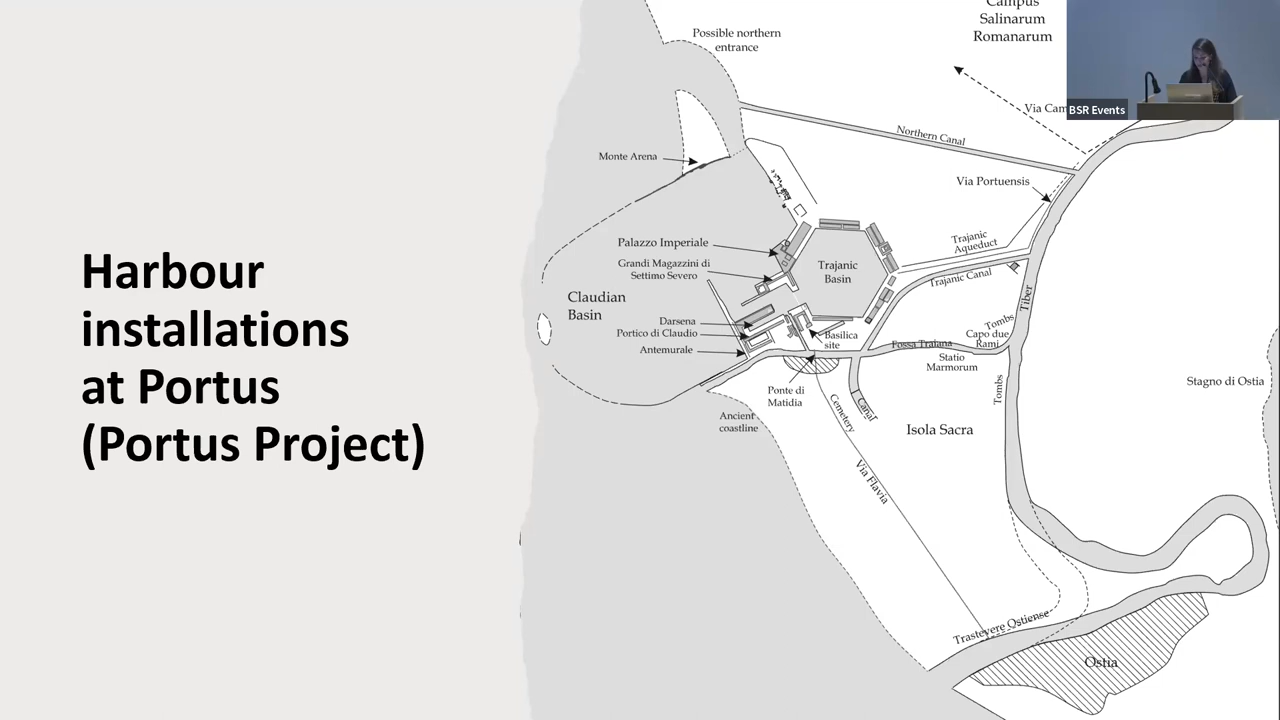 Harbour
installations
at Portus
(Portus Project)
Campus
Salinarum
Romanarum
Possible northern
entrance
BSR Events
Northern Canal
Monte Arena
Via Portuensis
Palazzo Imperiale
Trajanic
Aqueduct
Grandi Magazzini di
Settimo Severo
Trajanic
Basin
Trajanic Canal
Claudian
Basin
Tiber
Darsena
Portico di Claudio
Antemurale
Basilica
site
Tombs
Capo due
Rami
Fossa Traiana
Statio
Marmorum
Stagno di Ostia
Ponte di
Matidia
Tombs
Canal
Ancient
coastline
Cemetery
Isola Sacra
Via Flavia
Trastevere Ostiense
Ostia